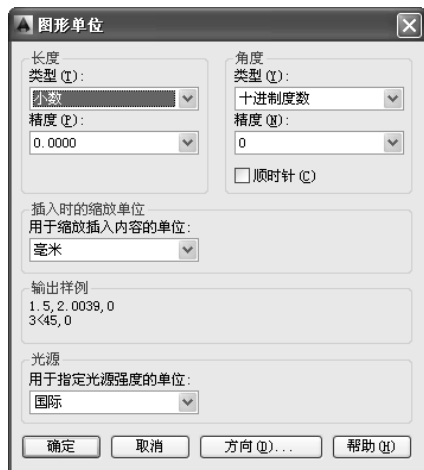 图形单位
长度
类型(T):
小数
精度(P):
0.0000
角度
类型(Y):
十进制度数
精度(N):
0
顺时针(C)
插入时的缩放单位
用于缩放插入内容的单位:
毫米
输出样例
1.5,2.0039,0
3<45,0
光源
用于指定光源强度的单位:
国际
确定 取消 方向(D)... 帮助(H)